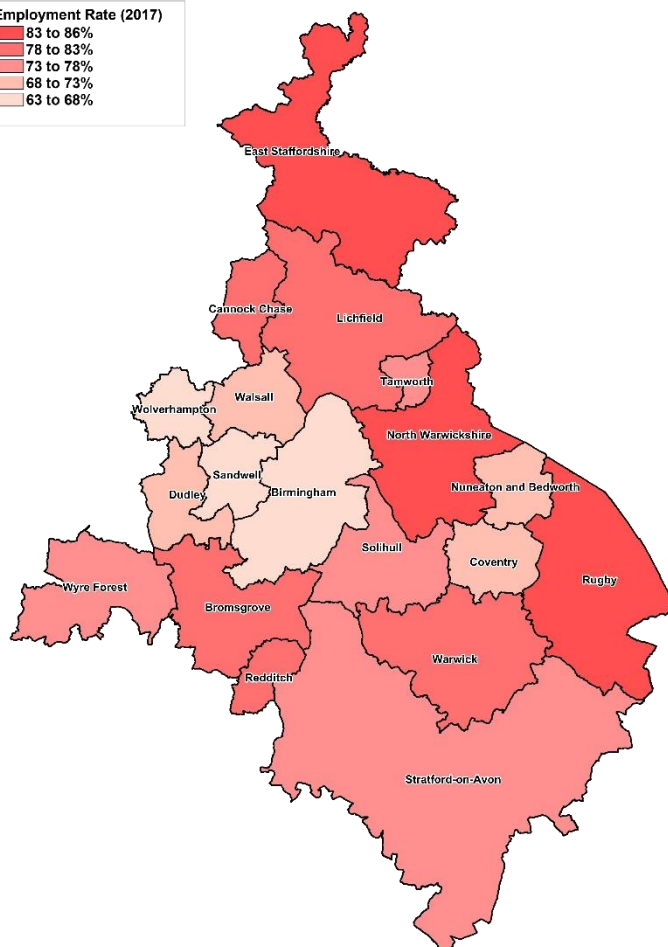 Employment Rate (2017)
83 to 86%
78 to 83%
73 to 78%
68 to 73%
63 to 68%
East Staffordshire
Cannock Chase
Lichfield
Tamworth
Walsall
Wolverhampton
North Warwickshire
Sandwell
Nuneaton and Bedworth
Dudley
Birmingham
Solihull
Coventry
Rugby
Wyre Forest
Bromsgrove
Warwick
Redditch
Stratford-on-Avon